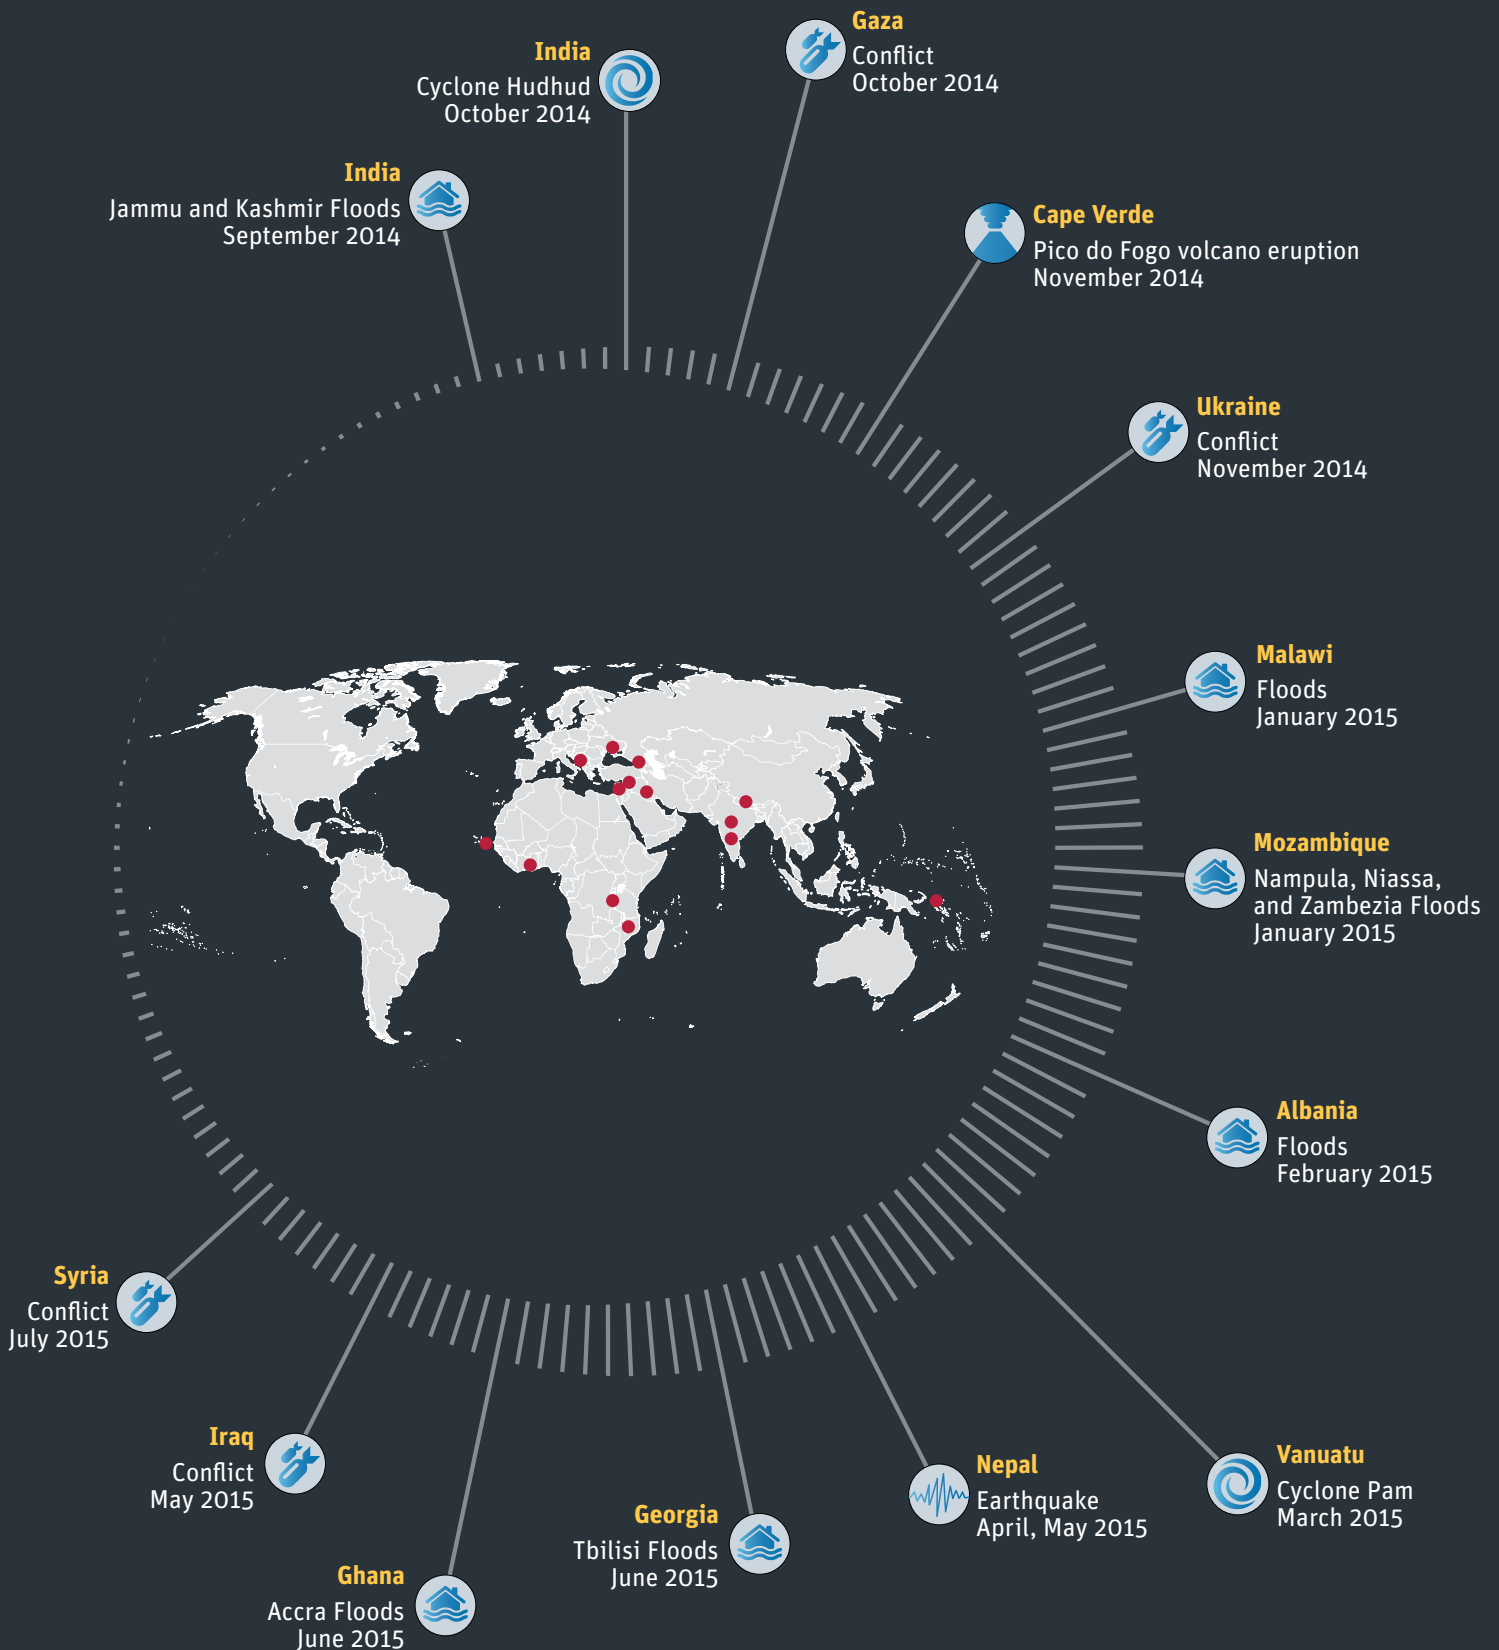 India
Jammu and Kashmir Floods
September 2014
India
Cyclone Hudhud
October 2014
Gaza
Conflict
October 2014
Cape Verde
Pico do Fogo volcano eruption
November 2014
Ukraine
Conflict
November 2014
Malawi
Floods
January 2015
Mozambique
Nampula, Niassa,
and Zambezia Floods
January 2015
Albania
Floods
February 2015
Vanuatu
Cyclone Pam
March 2015
Nepal
Earthquake
April, May 2015
Georgia
Tbilisi Floods
June 2015
Ghana
Accra Floods
June 2015
Iraq
Conflict
May 2015
Syria
Conflict
July 2015